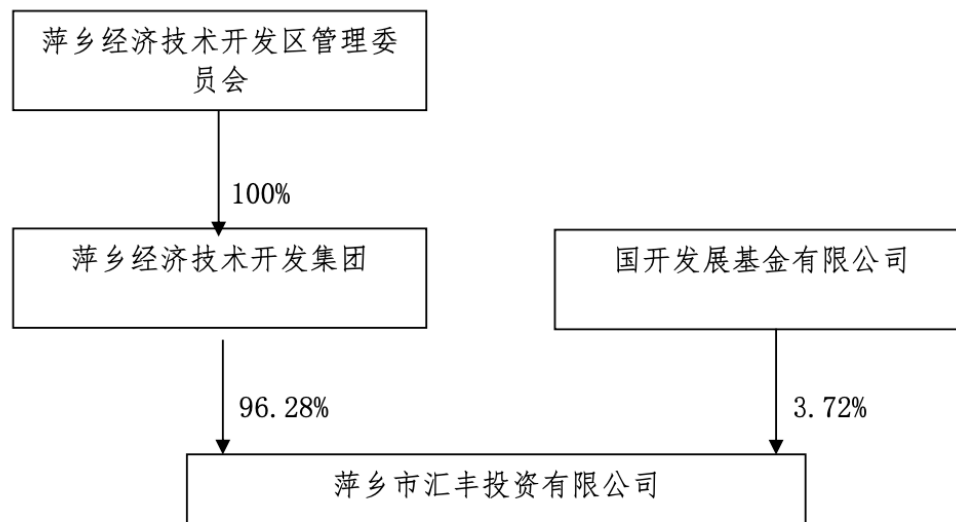 萍乡经济技术开发区管理委
员会
100%
萍乡经济技术开发集团
国开发展基金有限公司
96.28%
3.72%
萍乡市汇丰投资有限公司